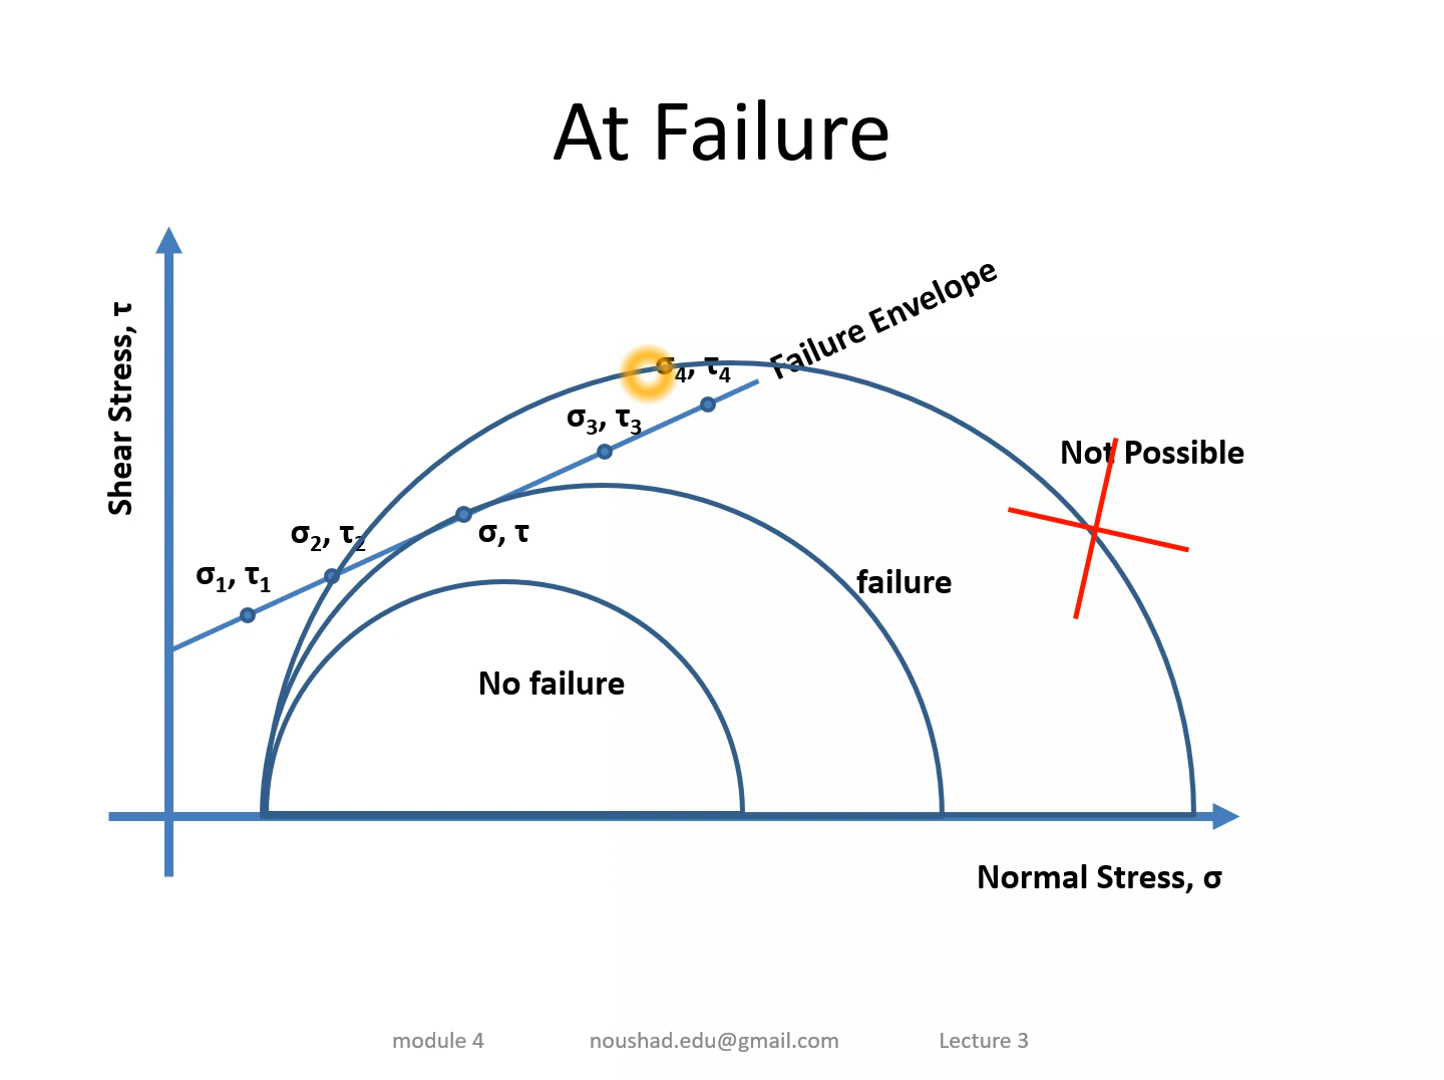 At Failure
Shear Stress, τ
Failure Envelope
σ4, τ4
σ3, τ3
Not Possible
σ2, τ2
σ, τ
σ1, τ1
failure
No failure
Normal Stress, σ
module 4 noushad.edu@gmail.com Lecture 3